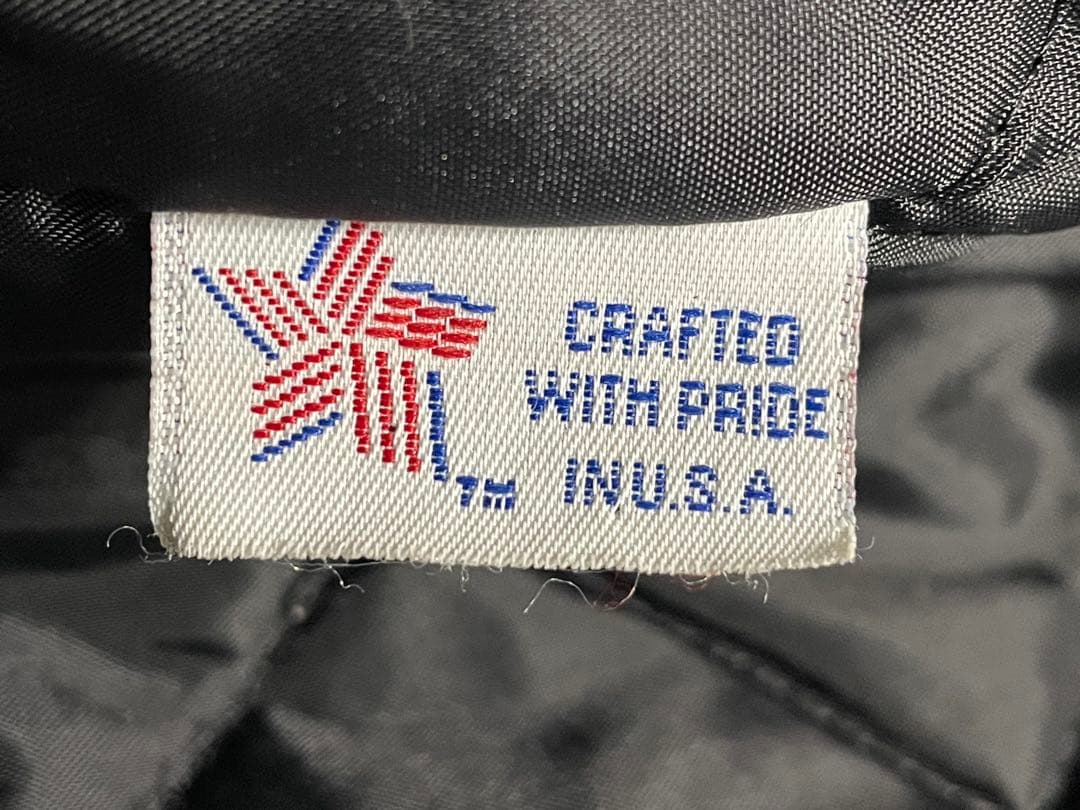 CRAFTED
WITH PRIDE
IN U.S.A.
TM